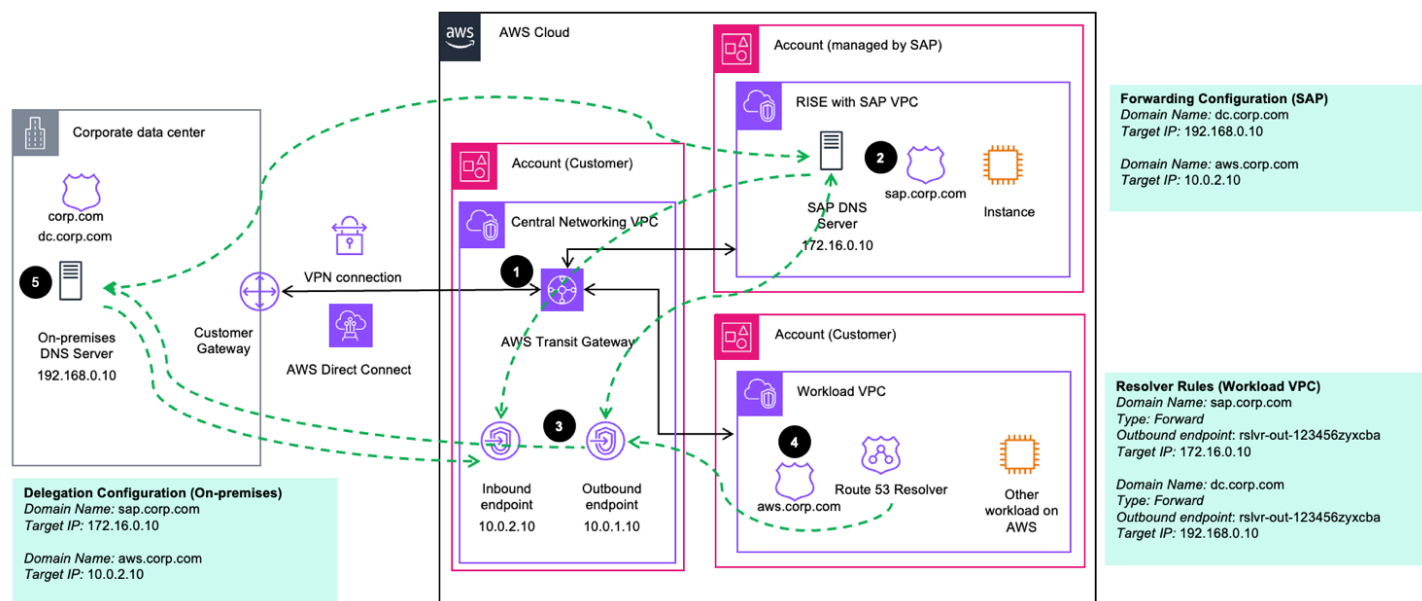 aws
AWS Cloud
Account (managed by SAP)
RISE with SAP VPC
2
SAP DNS
Server
172.16.0.10
sap.corp.com
Instance
Forwarding Configuration (SAP)
Domain Name: dc.corp.com
Target IP: 192.168.0.10
Domain Name: aws.corp.com
Target IP: 10.0.2.10
Corporate data center
corp.com
dc.corp.com
5
On-premises
DNS Server
192.168.0.10
Customer
Gateway
VPN connection
AWS Direct Connect
Account (Customer)
Central Networking VPC
1
AWS Transit Gateway
3
Inbound
endpoint
10.0.2.10
Outbound
endpoint
10.0.1.10
Account (Customer)
Workload VPC
4
aws.corp.com
Route 53 Resolver
Other
workload on
AWS
Resolver Rules (Workload VPC)
Domain Name: sap.corp.com
Type: Forward
Outbound endpoint: rslvr-out-123456zyxcba
Target IP: 172.16.0.10
Domain Name: dc.corp.com
Type: Forward
Outbound endpoint: rslvr-out-123456zyxcba
Target IP: 192.168.0.10
Delegation Configuration (On-premises)
Domain Name: sap.corp.com
Target IP: 172.16.0.10
Domain Name: aws.corp.com
Target IP: 10.0.2.10